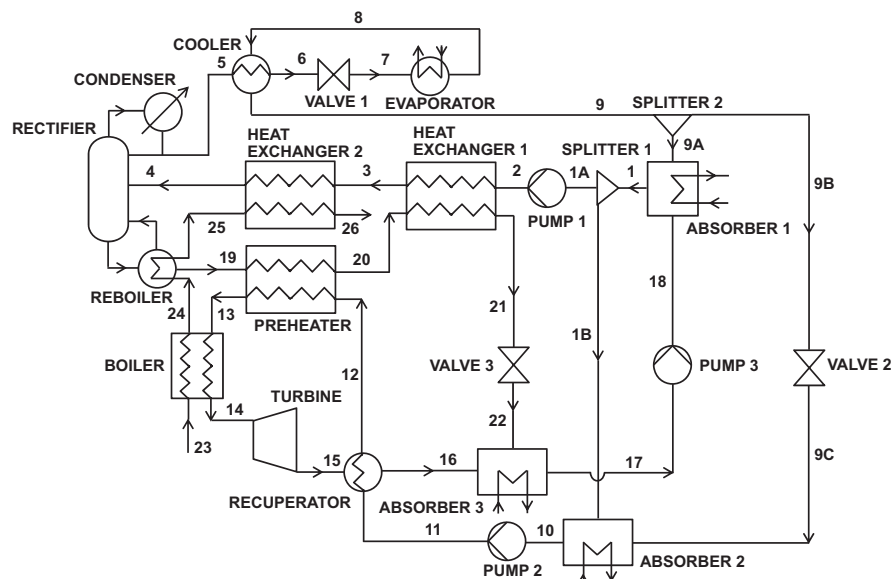 8
COOLER
5
6
7
CONDENSER
VALVE 1
EVAPORATOR
9
SPLITTER 2
RECTIFIER
HEAT
EXCHANGER 2
HEAT
EXCHANGER 1
SPLITTER 1
9A
4
3
2
1A
1
9B
PUMP 1
ABSORBER 1
25
26
19
20
18
REBOILER
24
13
PREHEATER
21
1B
BOILER
12
VALVE 3
PUMP 3
VALVE 2
TURBINE
14
22
23
15
16
17
9C
RECUPERATOR
ABSORBER 3
11
10
PUMP 2
ABSORBER 2